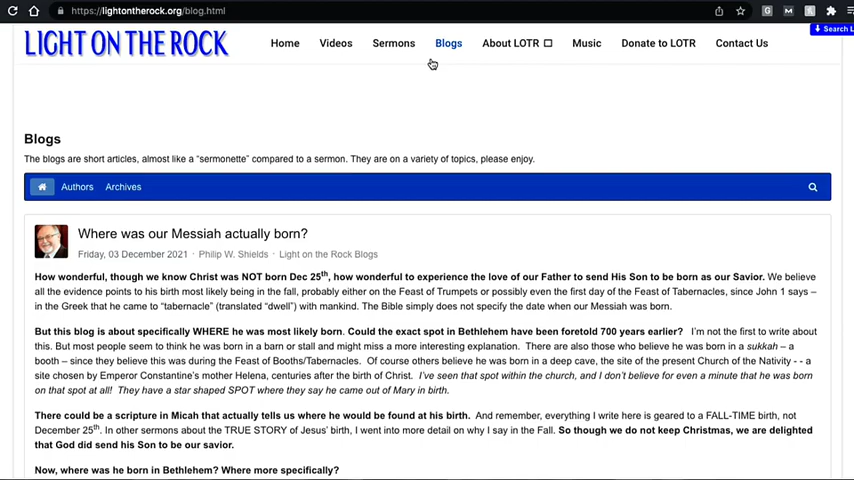 https://lightontherock.org/blog.html
LIGHT ON THE ROCK
Home Videos Sermons Blogs About LOTR Music Donate to LOTR Contact Us
Search L
Blogs
The blogs are short articles, almost like a “sermonette” compared to a sermon. They are on a variety of topics, please enjoy.
Authors Archives
Where was our Messiah actually born?
Friday, 03 December 2021 · Philip W. Shields · Light on the Rock Blogs
How wonderful, though we know Christ was NOT born Dec 25th, how wonderful to experience the love of our Father to send His Son to be born as our Savior. We believe
all the evidence points to his birth most likely being in the fall, probably either on the Feast of Trumpets or possibly even the first day of the Feast of Tabernacles, since John 1 says –
in the Greek that he came to “tabernacle” (translated “dwell”) with mankind. The Bible simply does not specify the date when our Messiah was born.
But this blog is about specifically WHERE he was most likely born. Could the exact spot in Bethlehem have been foretold 700 years earlier? I’m not the first to write about
this. But most people seem to think he was born in a barn or stall and might miss a more interesting explanation. There are also those who believe he was born in a sukkah – a
booth – since they believe this was during the Feast of Booths/Tabernacles. Of course others believe he was born in a deep cave, the site of the present Church of the Nativity - - a
site chosen by Emperor Constantine’s mother Helena, centuries after the birth of Christ. I’ve seen that spot within the church, and I don’t believe for even a minute that he was born
on that spot at all! They have a star shaped SPOT where they say he came out of Mary in birth.
There could be a scripture in Micah that actually tells us where he would be found at his birth. And remember, everything I write here is geared to a FALL-TIME birth, not
December 25th. In other sermons about the TRUE STORY of Jesus’ birth, I went into more detail on why I say in the Fall. So though we do not keep Christmas, we are delighted
that God did send his Son to be our savior.
Now, where was he born in Bethlehem? Where more specifically?